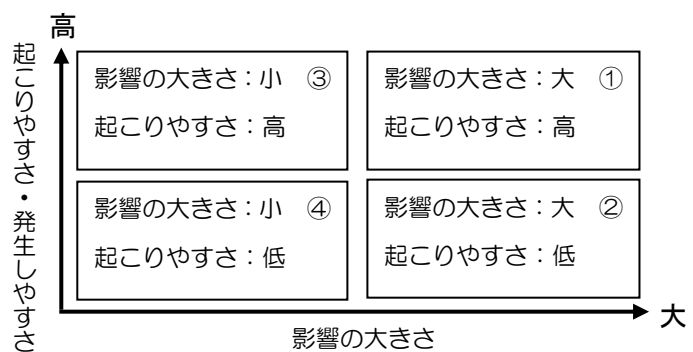 高
起こりやすさ・発生しやすさ
影響の大きさ：小　③
起こりやすさ：高
影響の大きさ：大　①
起こりやすさ：高
影響の大きさ：小　④
起こりやすさ：低
影響の大きさ：大　②
起こりやすさ：低
大
影響の大きさ